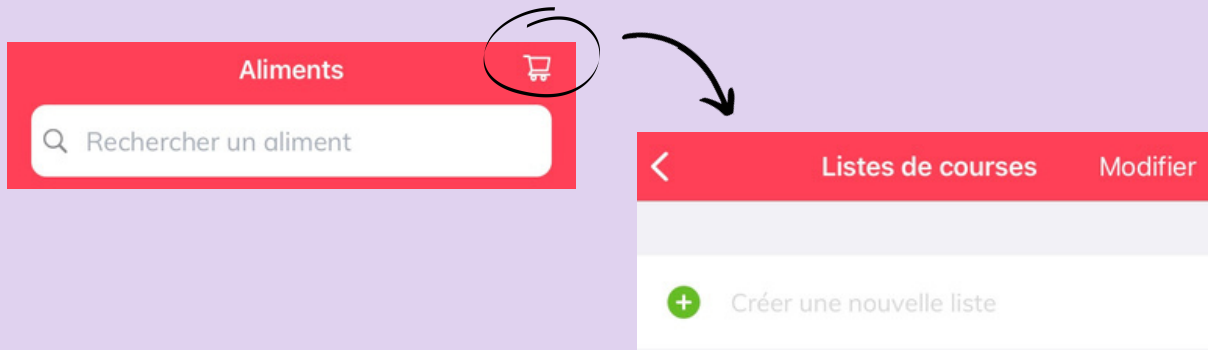 Aliments
Rechercher un aliment
Listes de courses
Modifier
Créer une nouvelle liste